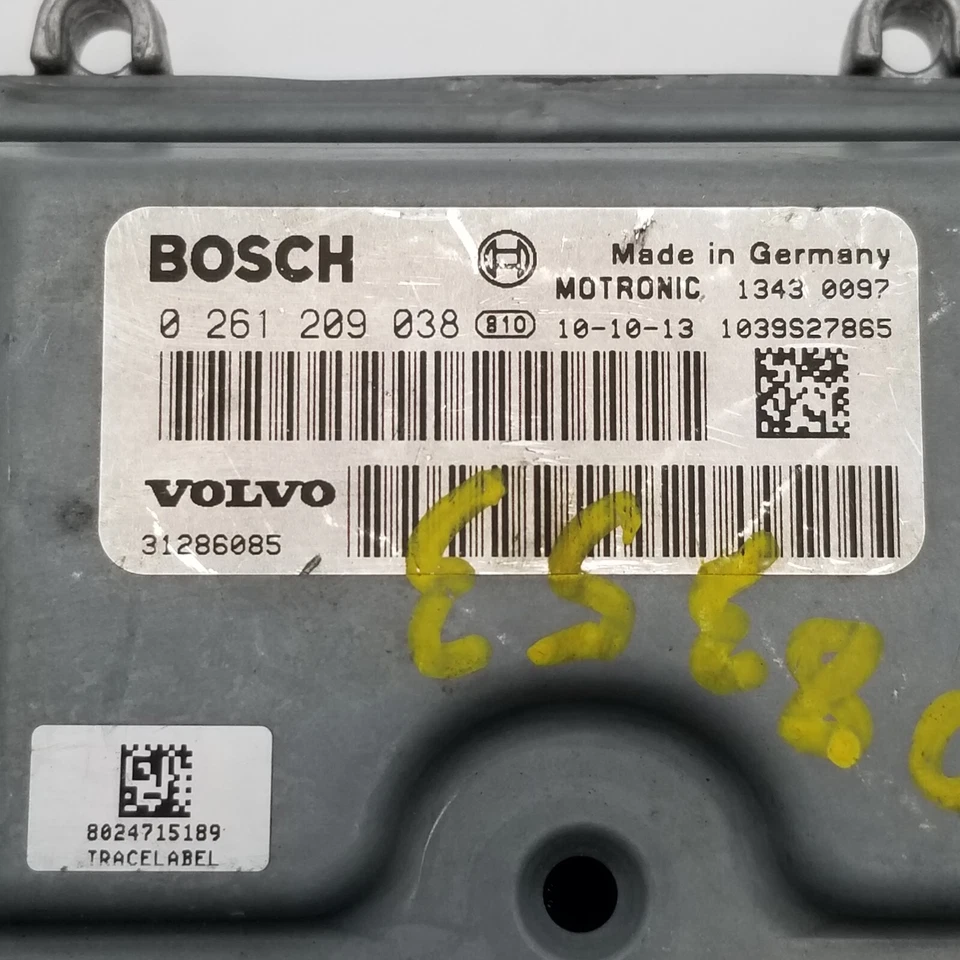 BOSCH Made in Germany
MOTRONIC 1343 0097
0 261 209 038 810 10-10-13 1039S27865
VOLVO
31286085
8024715189
TRACELABEL